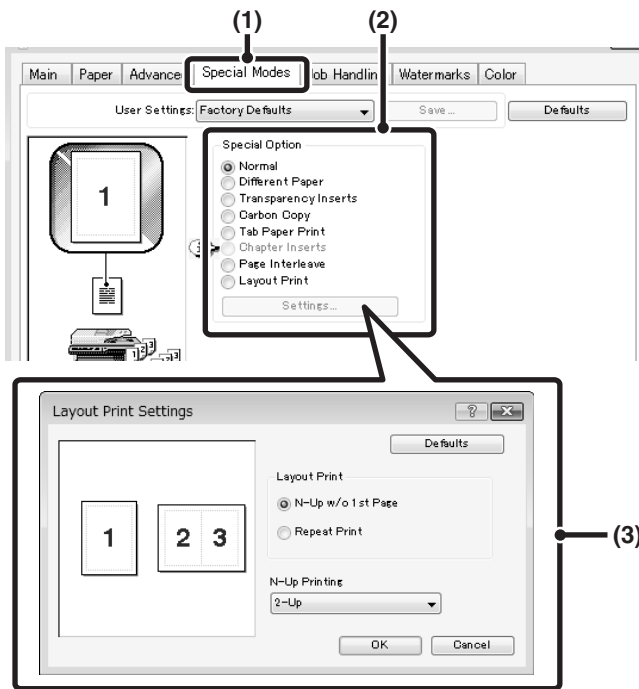 (1) (2)
Main Paper Advance Special Modes ob Handlin Watermarks Color
User Settings: Factory Defaults Save... Defaults
Special Option
Normal
Different Paper
Transparency Inserts
Carbon Copy
Tab Paper Print
Chapter Inserts
Page Interleave
Layout Print
Settings...
1
1 2 3
Layout Print Settings
Defaults
Layout Print
N-Up w/o 1st Page
Repeat Print
1 2 3
N-Up Printing
2-Up
OK Cancel
(3)